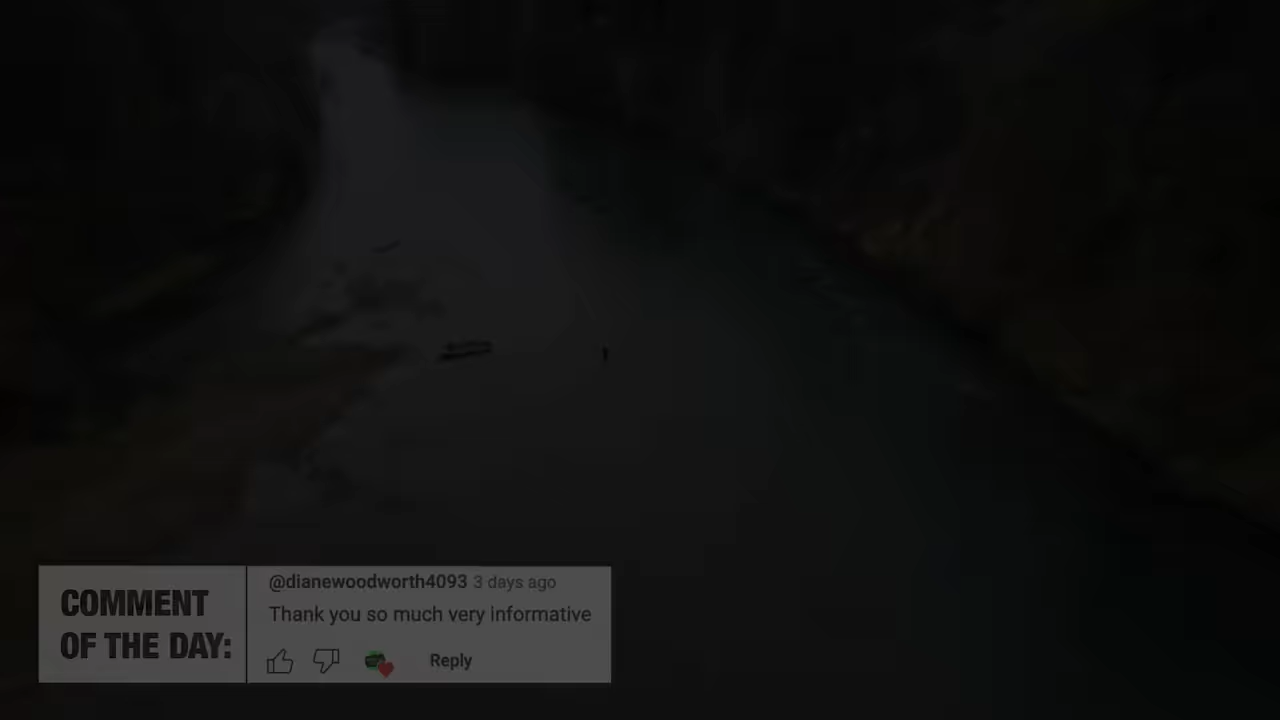 COMMENT
OF THE DAY:
@dianewoodworth4093 3 days ago
Thank you so much very informative
Reply